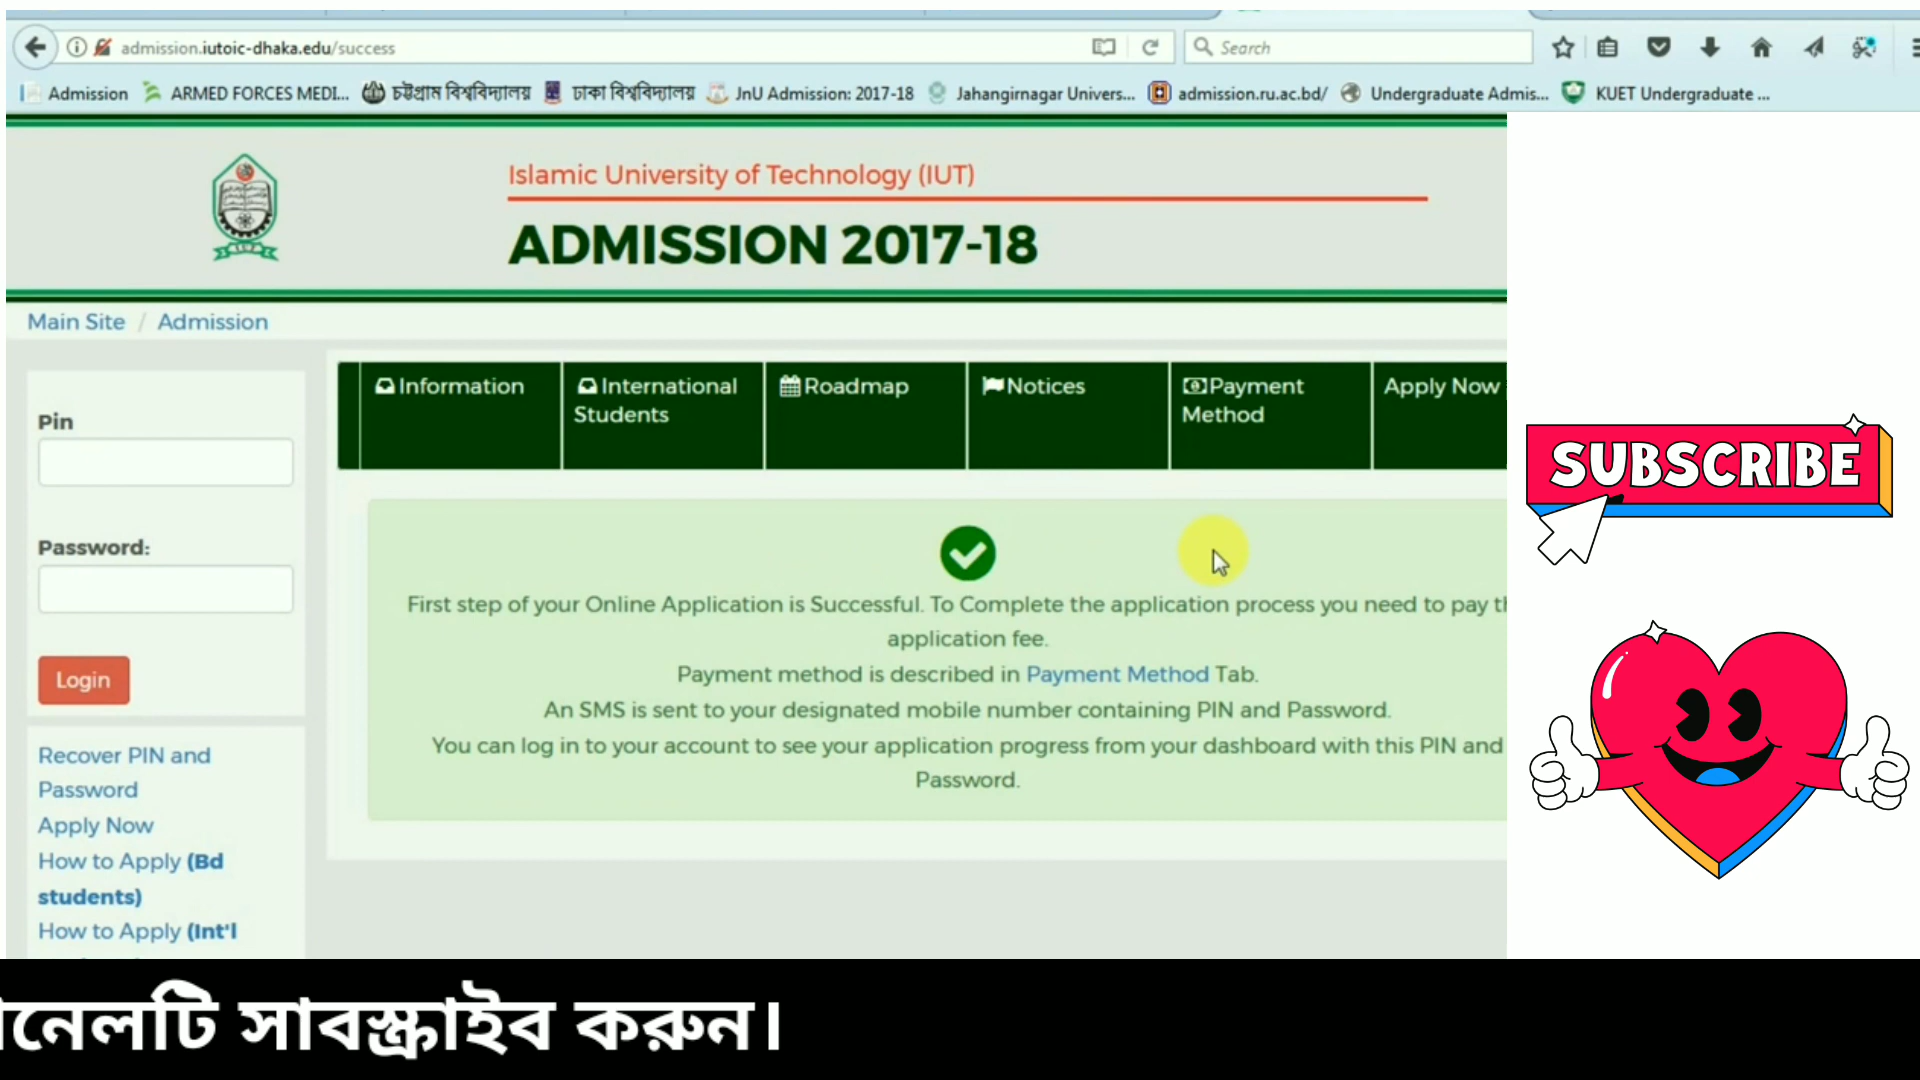 admission.iutoic-dhaka.edu/success
Search
Admission ARMED FORCES MEDI... চট্টগ্রাম বিশ্ববিদ্যালয় ঢাকা বিশ্ববিদ্যালয় JnU Admission: 2017-18 Jahangirnagar Univers... admission.ru.ac.bd/ Undergraduate Admis... KUET Undergraduate ...
Islamic University of Technology (IUT)
ADMISSION 2017-18
Main Site / Admission
Pin
Password:
Login
Recover PIN and
Password
Apply Now
How to Apply (Bd
students)
How to Apply (Int'l
Information
International
Students
Roadmap
Notices
Payment
Method
Apply Now
First step of your Online Application is Successful. To Complete the application process you need to pay
application fee.
Payment method is described in Payment Method Tab.
An SMS is sent to your designated mobile number containing PIN and Password.
You can log in to your account to see your application progress from your dashboard with this PIN and
Password.
SUBSCRIBE
নেলটি সাবস্ক্রাইব করুন।